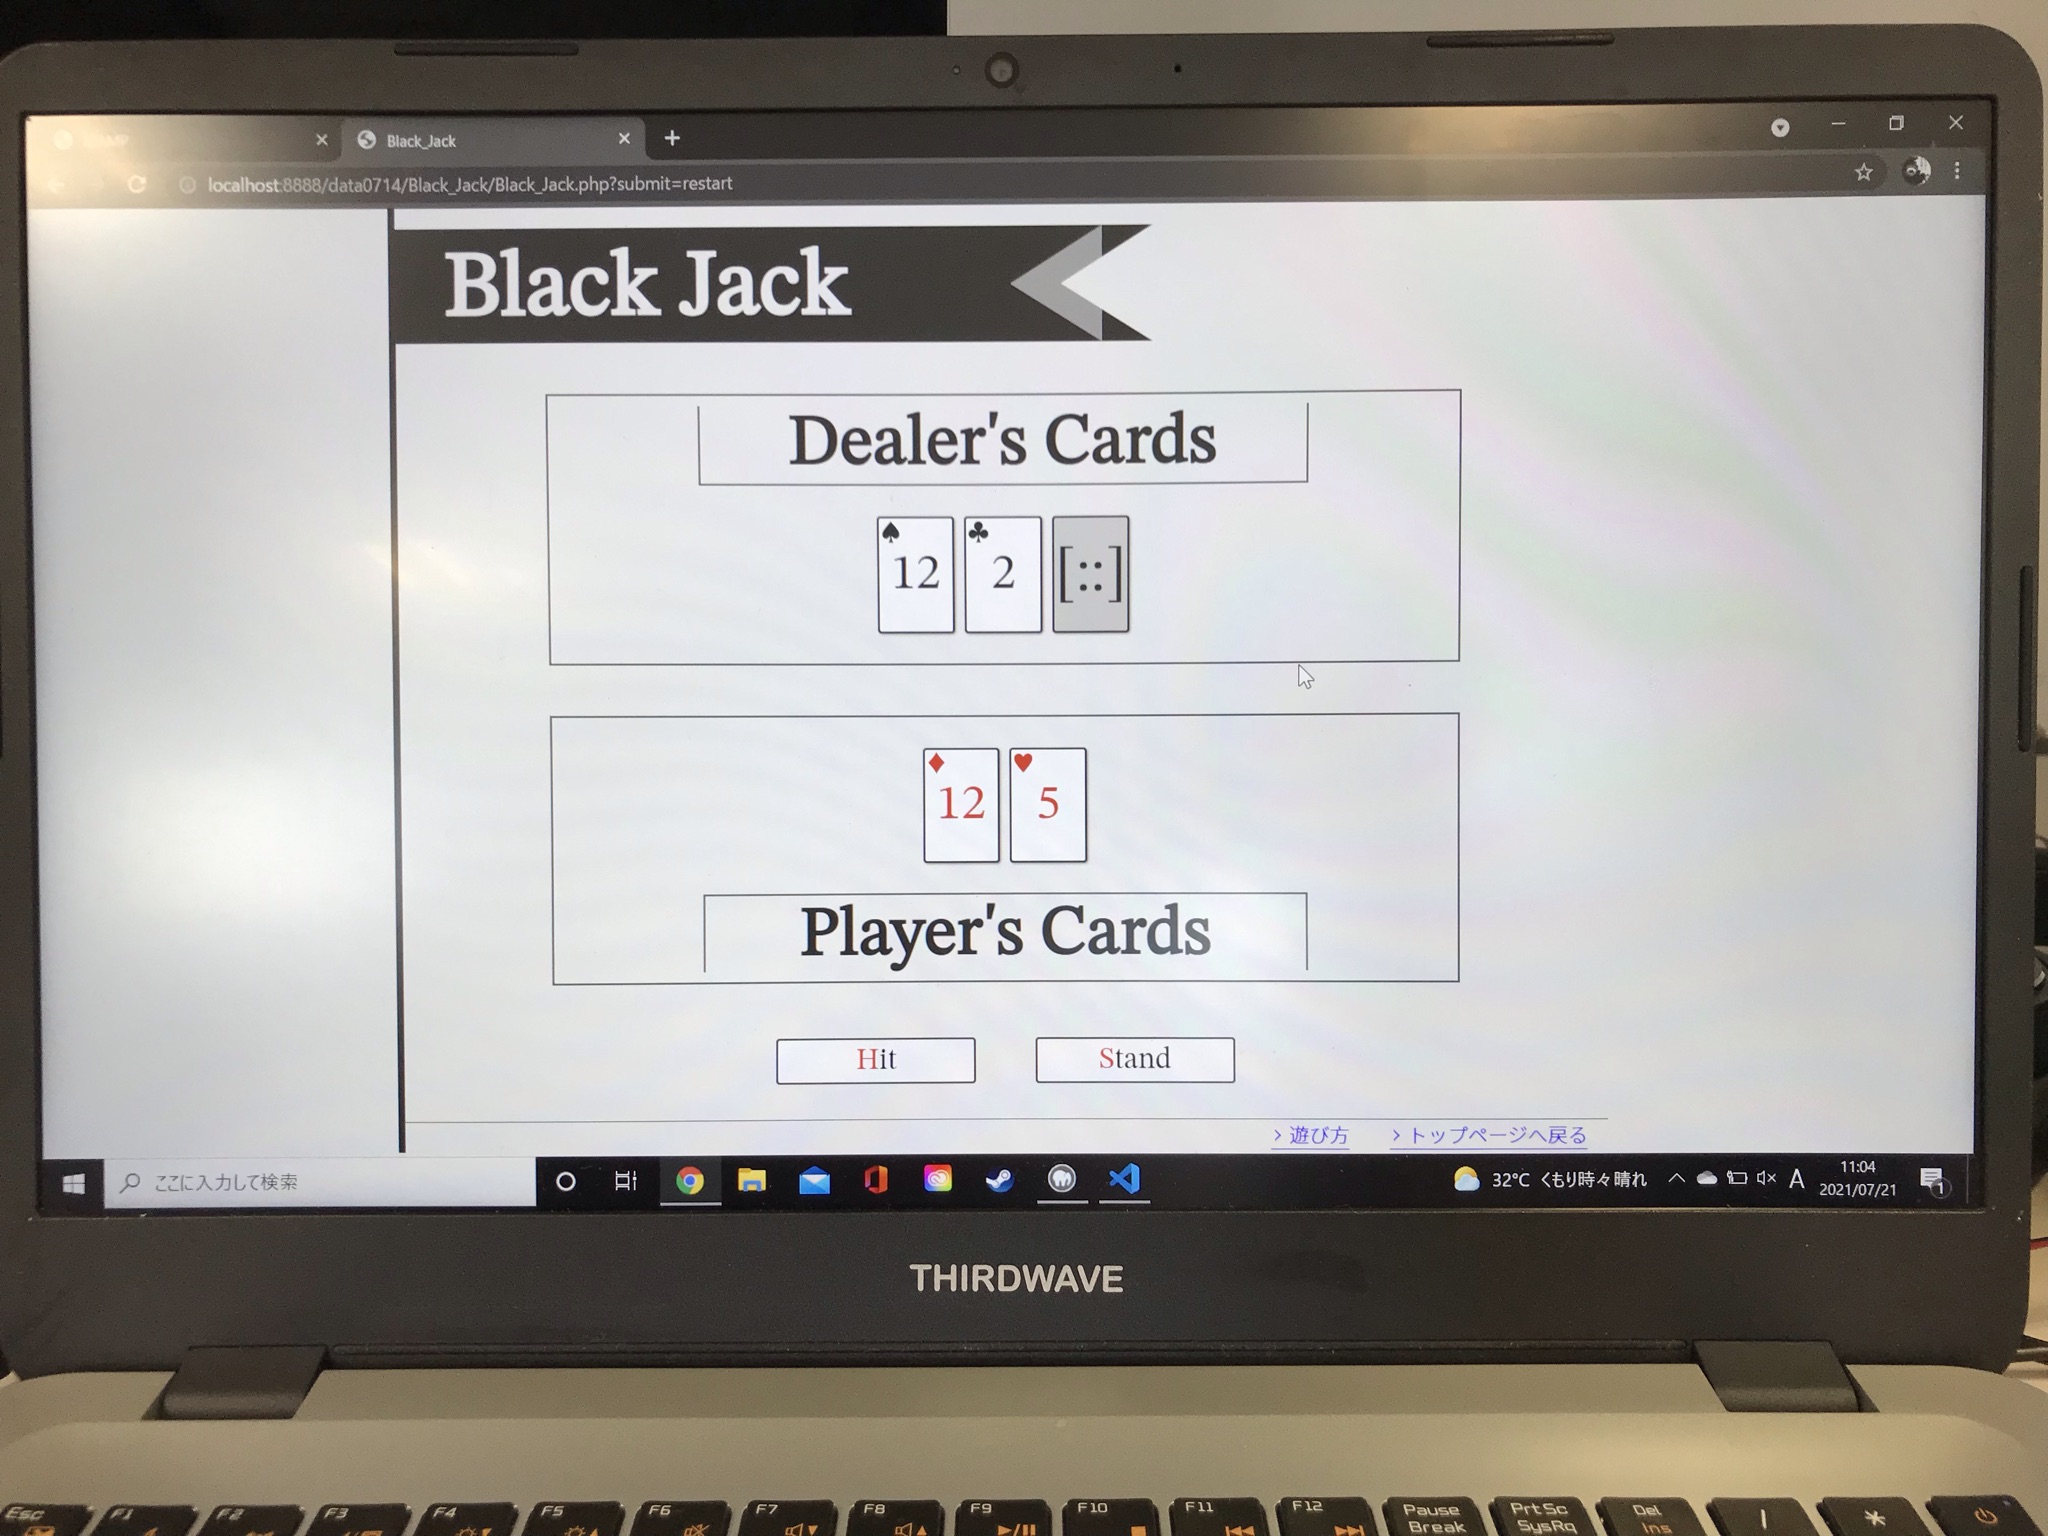 Black_Jack
localhost:8888/data0714/Black_Jack/Black_Jack.php?submit=restart
Black Jack
Dealer's Cards
12 2 [::]
12 5
Player's Cards
Hit Stand
> 遊び方 > トップページへ戻る
ここに入力して検索
32°C くもり時々晴れ
A
11:04
2021/07/21
1
THIRDWAVE
Esc F1 F2 F3 F4 F5 F6 F7 F8 F9 F10 F11 F12 Pause PrtSc Del / *
Break SysRq Ins